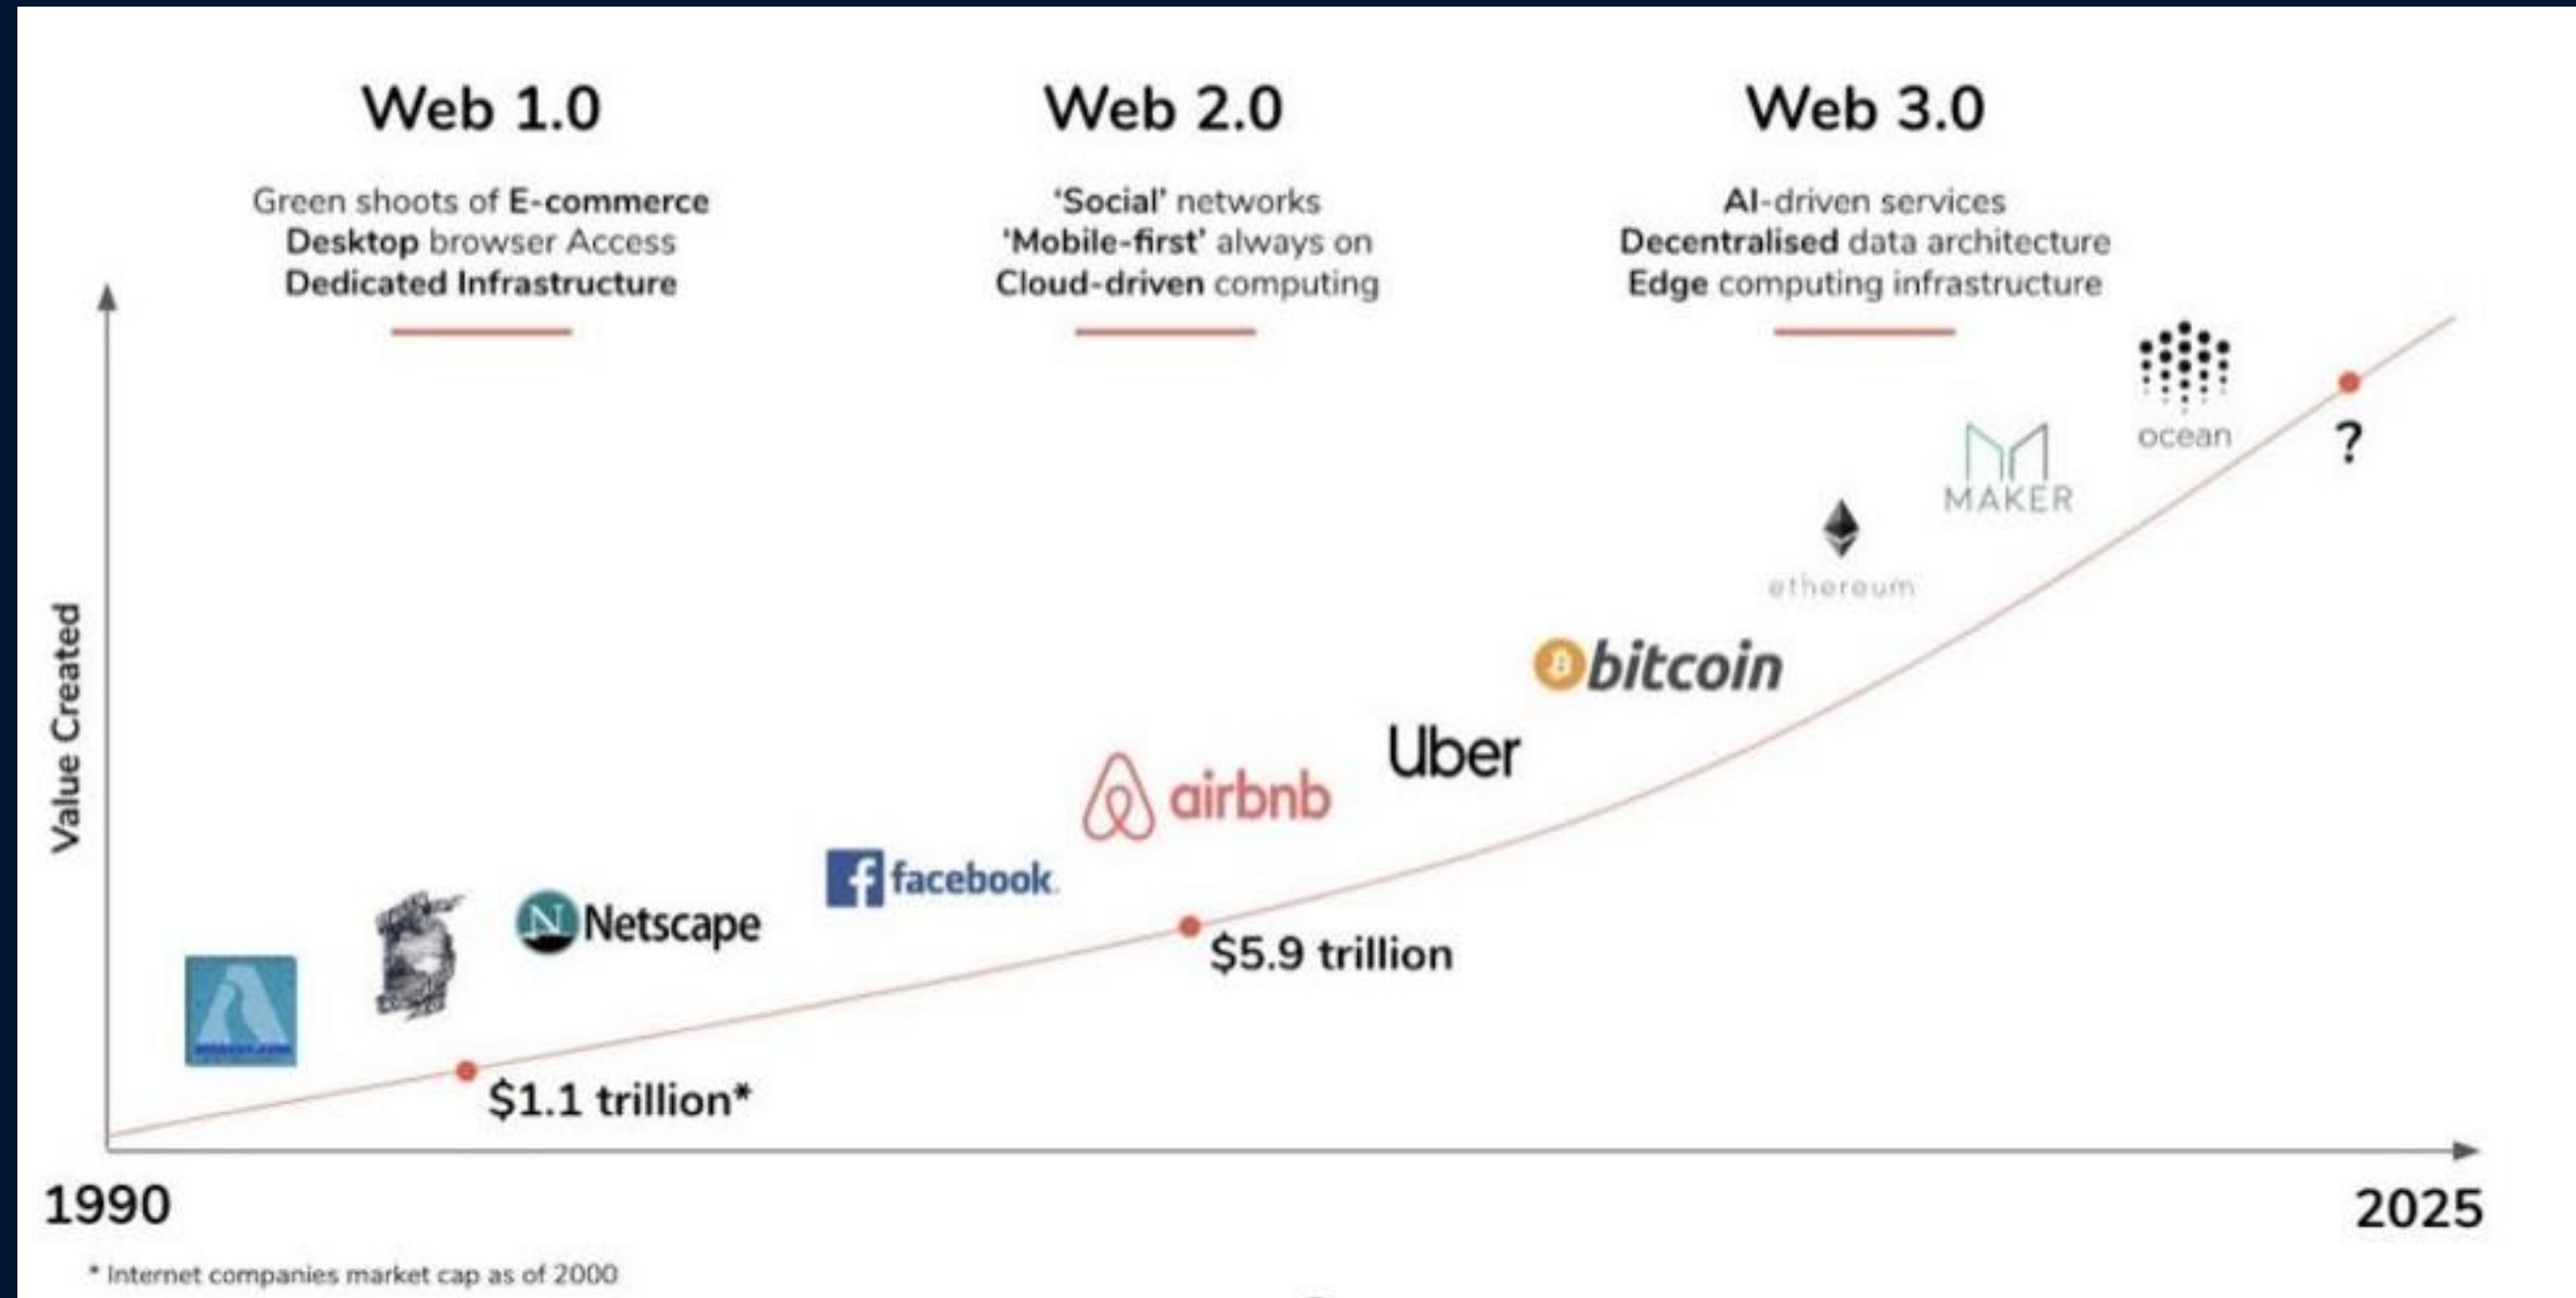 Web 1.0
Green shoots of E-commerce
Desktop browser Access
Dedicated Infrastructure
Web 2.0
‘Social’ networks
‘Mobile-first’ always on
Cloud-driven computing
Web 3.0
AI-driven services
Decentralised data architecture
Edge computing infrastructure
Value Created
ocean
?
MAKER
ethereum
bitcoin
Uber
airbnb
facebook.
N Netscape
$5.9 trillion
$1.1 trillion*
1990
2025
* Internet companies market cap as of 2000